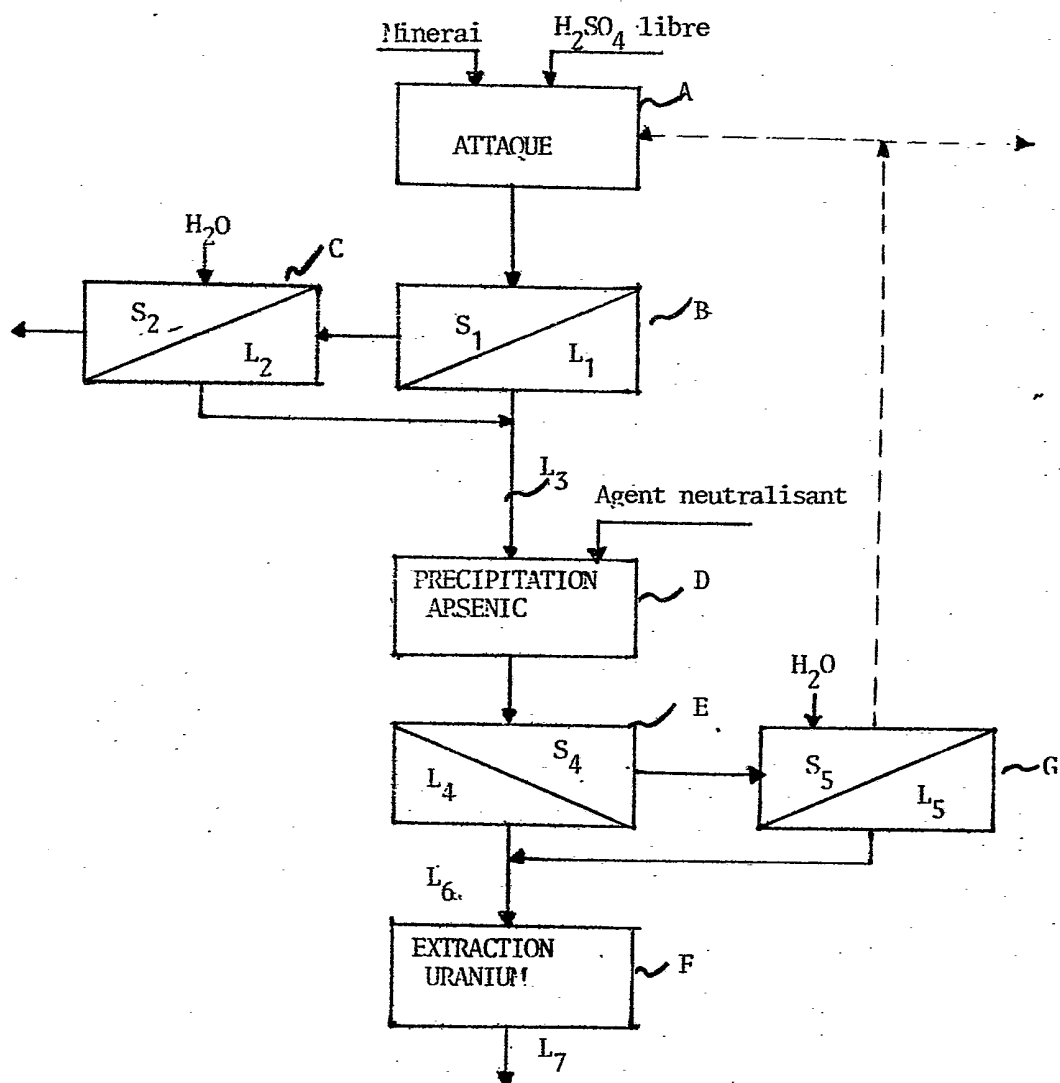 Minerai
H₂SO₄ libre
A
ATTAQUE
H₂O
C
S₂
L₂
S₁
L₁
B
L₃
Agent neutralisant
PRECIPITATION
ARSENIC
D
H₂O
E
S₄
L₄
S₅
L₅
G
L₆
EXTRACTION
URANIUM
F
L₇